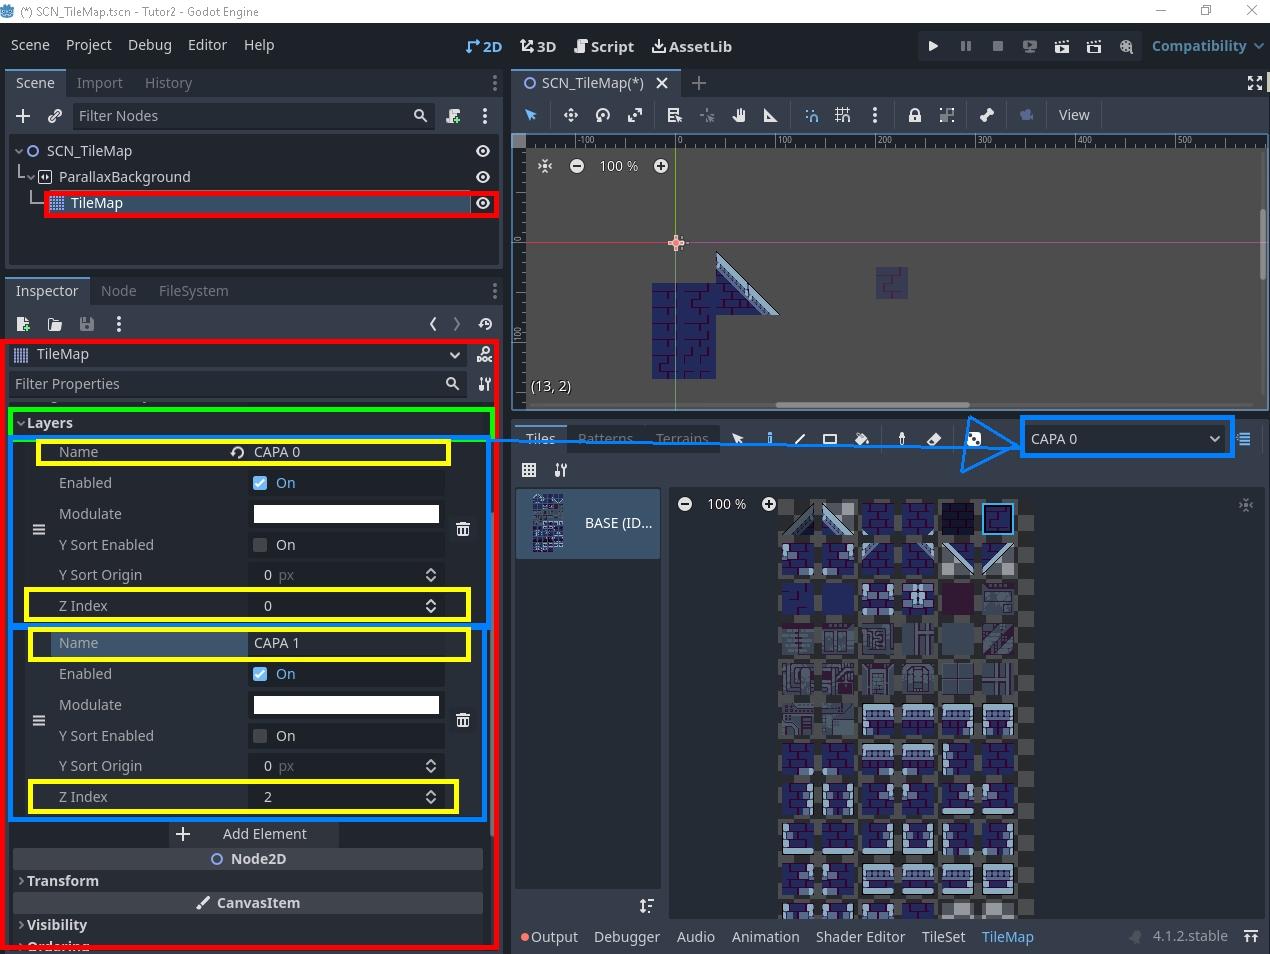 (*) SCN_TileMap.tscn - Tutor2 - Godot Engine
Scene Project Debug Editor Help
2D 3D Script AssetLib
Compatibility
Scene Import History
Filter Nodes
SCN_TileMap
ParallaxBackground
TileMap
Inspector Node FileSystem
TileMap
DOC
Filter Properties
Layers
Name CAPA 0
Enabled On
Modulate
Y Sort Enabled On
Y Sort Origin 0 px
Z Index 0
Name CAPA 1
Enabled On
Modulate
Y Sort Enabled On
Y Sort Origin 0 px
Z Index 2
Add Element
Node2D
Transform
CanvasItem
Visibility
Ordering
SCN_TileMap(*)
View
-100 0 100 200 300 400 500
100 %
0
100
(13, 2)
Tiles Patterns Terrains
CAPA 0
BASE (ID...
100 %
Output Debugger Audio Animation Shader Editor TileSet TileMap
4.1.2.stable